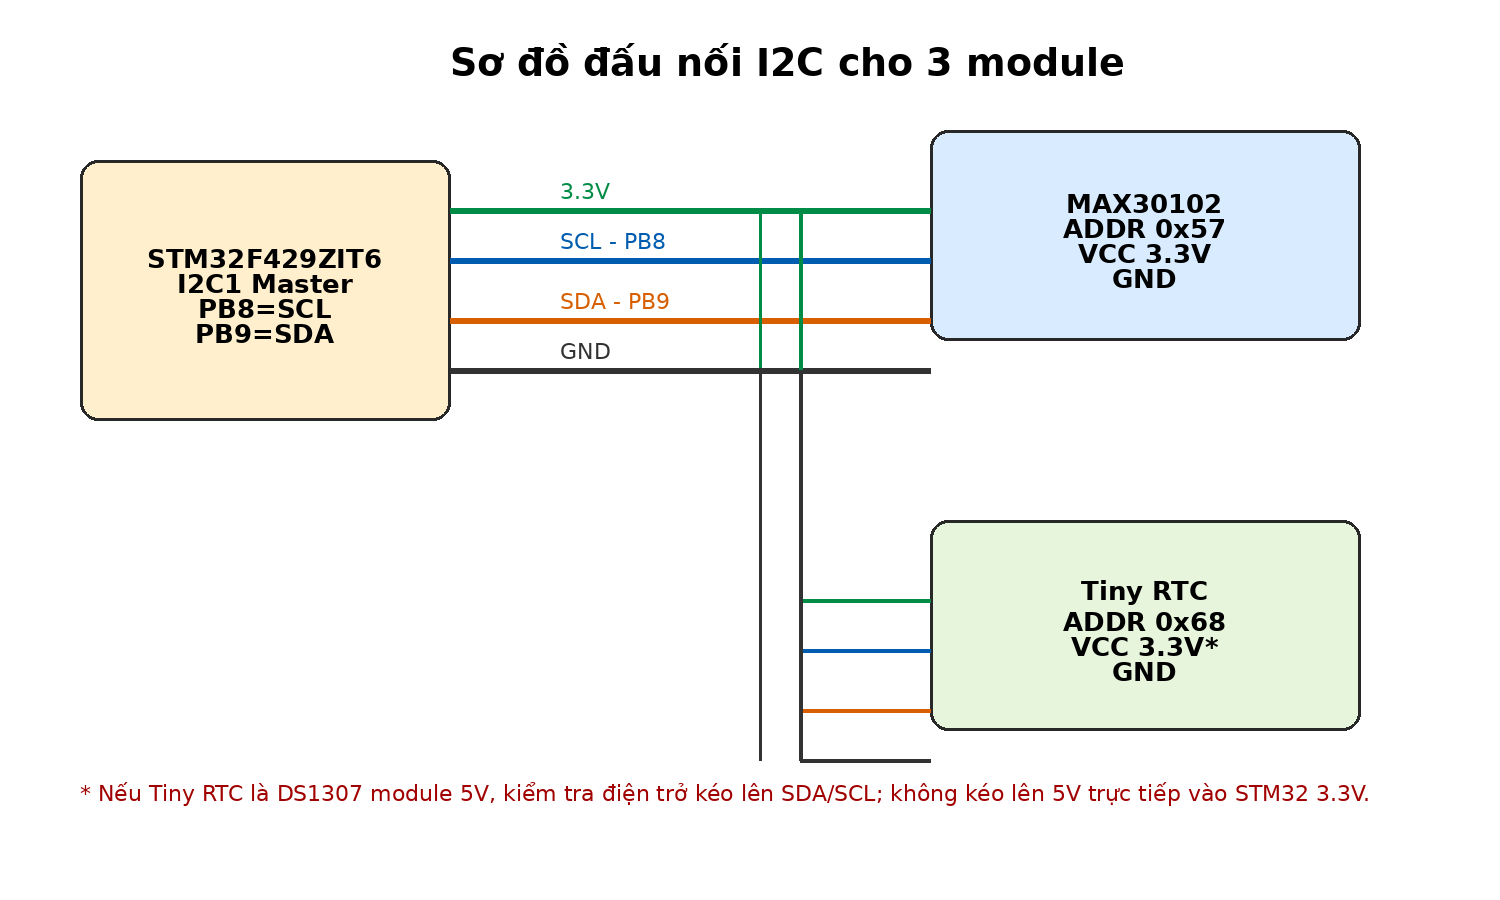 Sơ đồ đấu nối I2C cho 3 module
STM32F429ZIT6
I2C1 Master
PB8=SCL
PB9=SDA
3.3V
SCL - PB8
SDA - PB9
GND
MAX30102
ADDR 0x57
VCC 3.3V
GND
Tiny RTC
ADDR 0x68
VCC 3.3V*
GND
* Nếu Tiny RTC là DS1307 module 5V, kiểm tra điện trở kéo lên SDA/SCL; không kéo lên 5V trực tiếp vào STM32 3.3V.